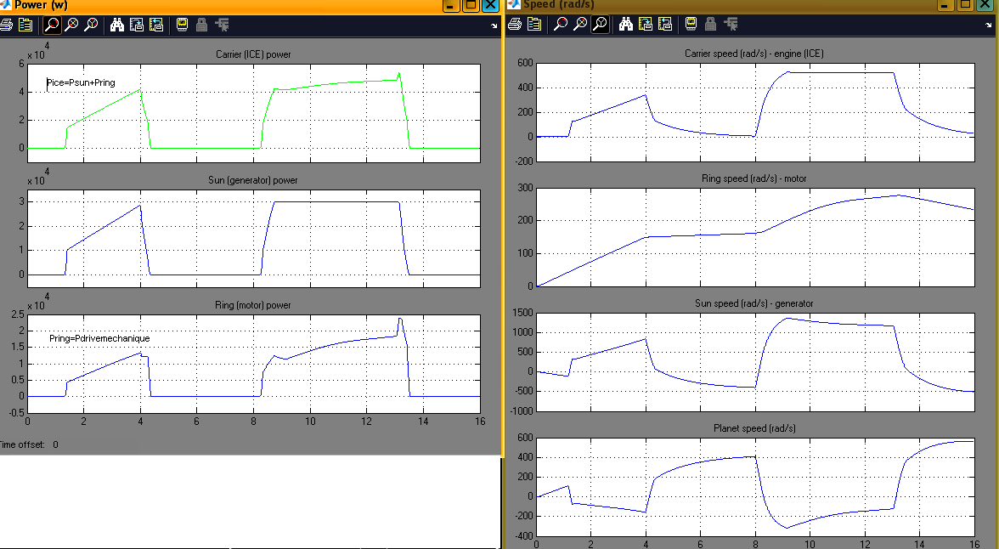 Power (w)
x 10^4
Carrier (ICE) power
6
Pice=Psun+Pring
4
2
0
x 10^4
Sun (generator) power
3
2
1
0
x 10^4
Ring (motor) power
2.5
2
Pring=Pdrivemechanique
1.5
1
0.5
0
-0.5
0 2 4 6 8 10 12 14 16
Time offset: 0
Speed (rad/s)
Carrier speed (rad/s) - engine (ICE)
600
400
200
0
-200
Ring speed (rad/s) - motor
300
200
100
0
Sun speed (rad/s) - generator
1500
1000
500
0
-500
-1000
Planet speed (rad/s)
600
400
200
0
-200
-400
0 2 4 6 8 10 12 14 16